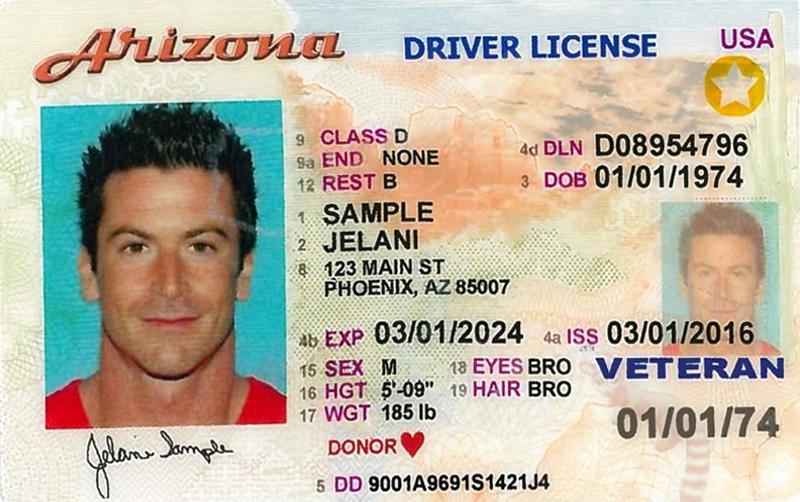 Arizona DRIVER LICENSE USA
9 CLASS D
9a END NONE 4d DLN D08954796
12 REST B 3 DOB 01/01/1974
1 SAMPLE
2 JELANI
8 123 MAIN ST
PHOENIX, AZ 85007
4b EXP 03/01/2024 4a ISS 03/01/2016
15 SEX M 18 EYES BRO VETERAN
16 HGT 5'-09" 19 HAIR BRO
17 WGT 185 lb 01/01/74
DONOR
Jelani Sample
5 DD 9001A9691S1421J4